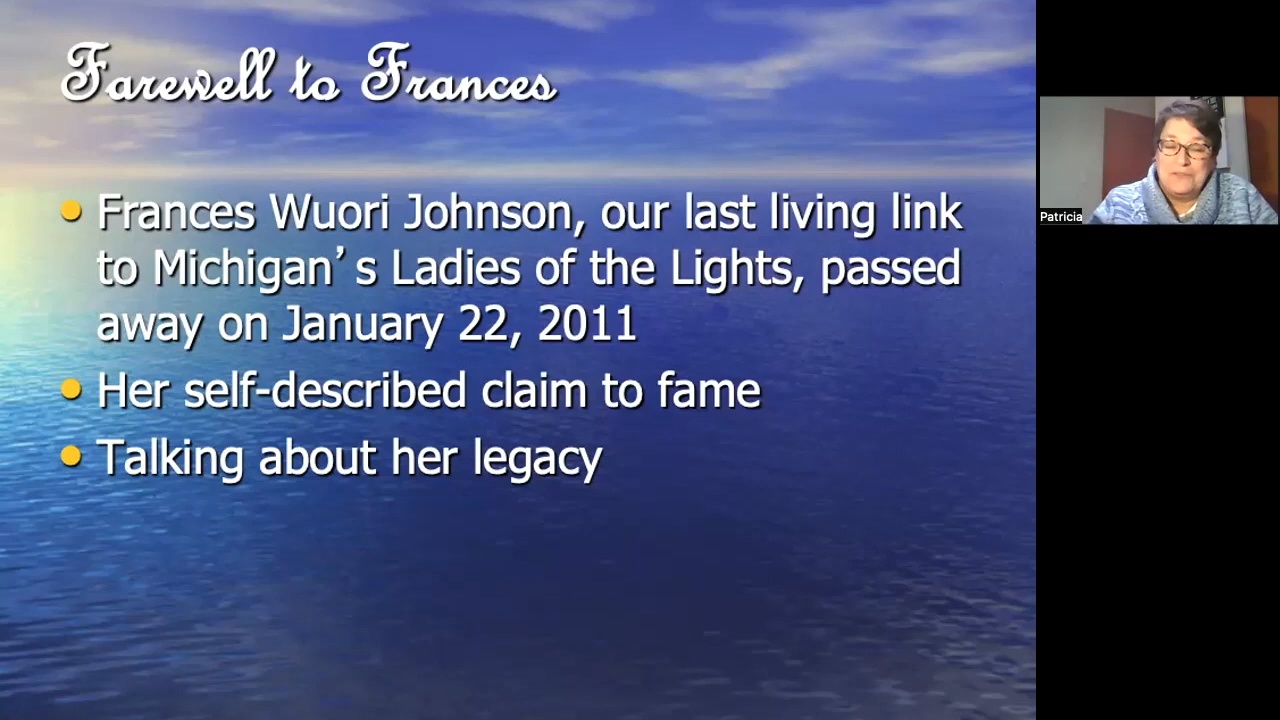 Farewell to Frances
Frances Wuori Johnson, our last living link
to Michigan’s Ladies of the Lights, passed
away on January 22, 2011
Her self-described claim to fame
Talking about her legacy
Patricia